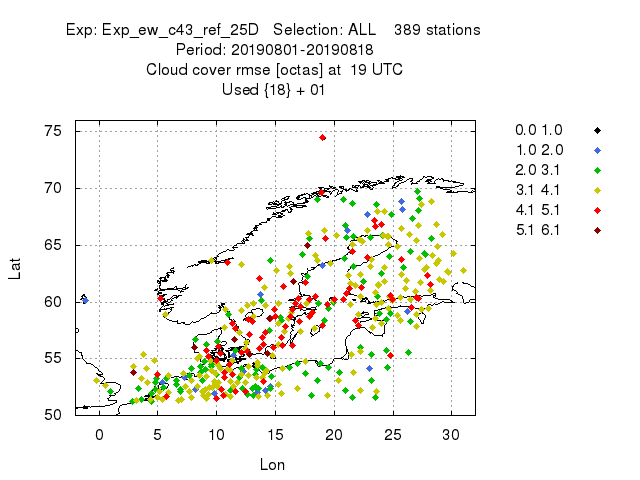 Exp: Exp_ew_c43_ref_25D   Selection: ALL    389 stations
Period: 20190801-20190818
Cloud cover rmse [octas] at  19 UTC
Used {18} + 01
0.0 1.0
1.0 2.0
2.0 3.1
3.1 4.1
4.1 5.1
5.1 6.1
75
70
65
60
55
50
Lat
0 5 10 15 20 25 30
Lon